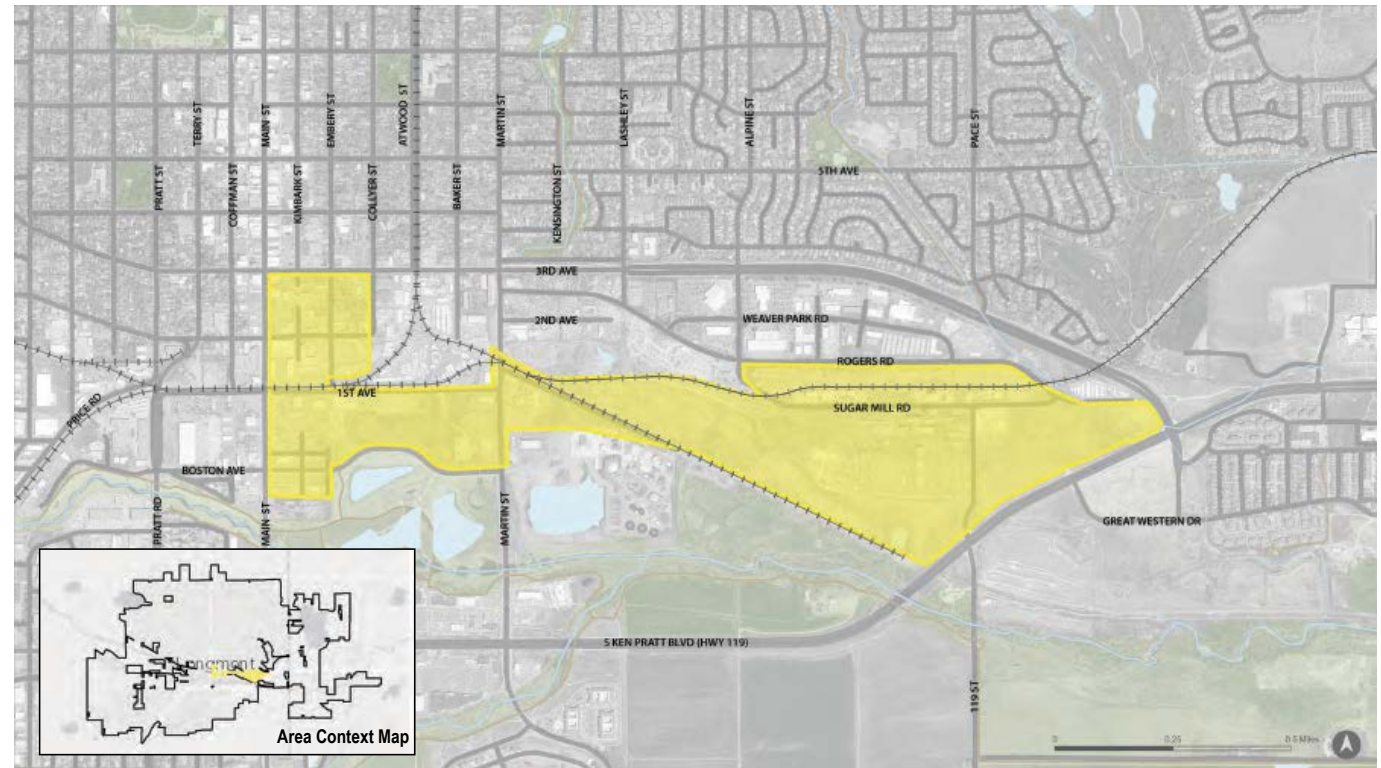 TERRY ST
MAIN ST
EMBERY ST
ATWOOD ST
MARTIN ST
LASHLEY ST
ALPINE ST
PACE ST
PRATT ST
COFFMAN ST
KIMBARK ST
COLLYER ST
BAKER ST
KENSINGTON ST
5TH AVE
3RD AVE
2ND AVE
WEAVER PARK RD
ROGERS RD
1ST AVE
SUGAR MILL RD
PRICE RD
BOSTON AVE
PRATT RD
MAIN ST
MARTIN ST
GREAT WESTERN DR
S KEN PRATT BLVD (HWY 119)
119 ST
Area Context Map
0 0.25 0.5 Miles